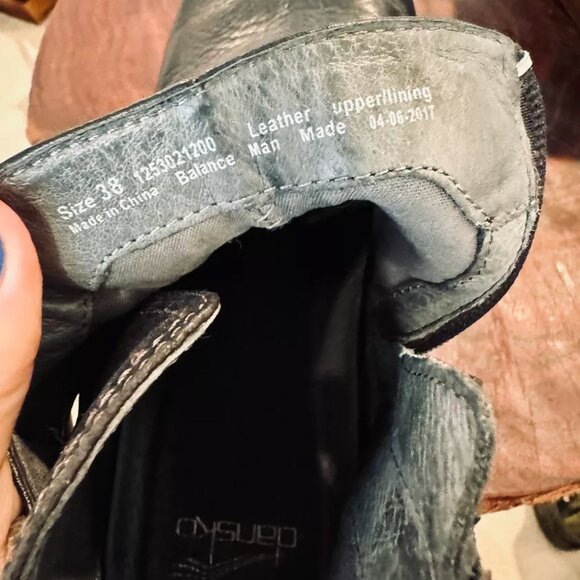 Size 38 1253021200 Leather upper/lining
Made in China Balance Man Made 04-06-2017
dansko